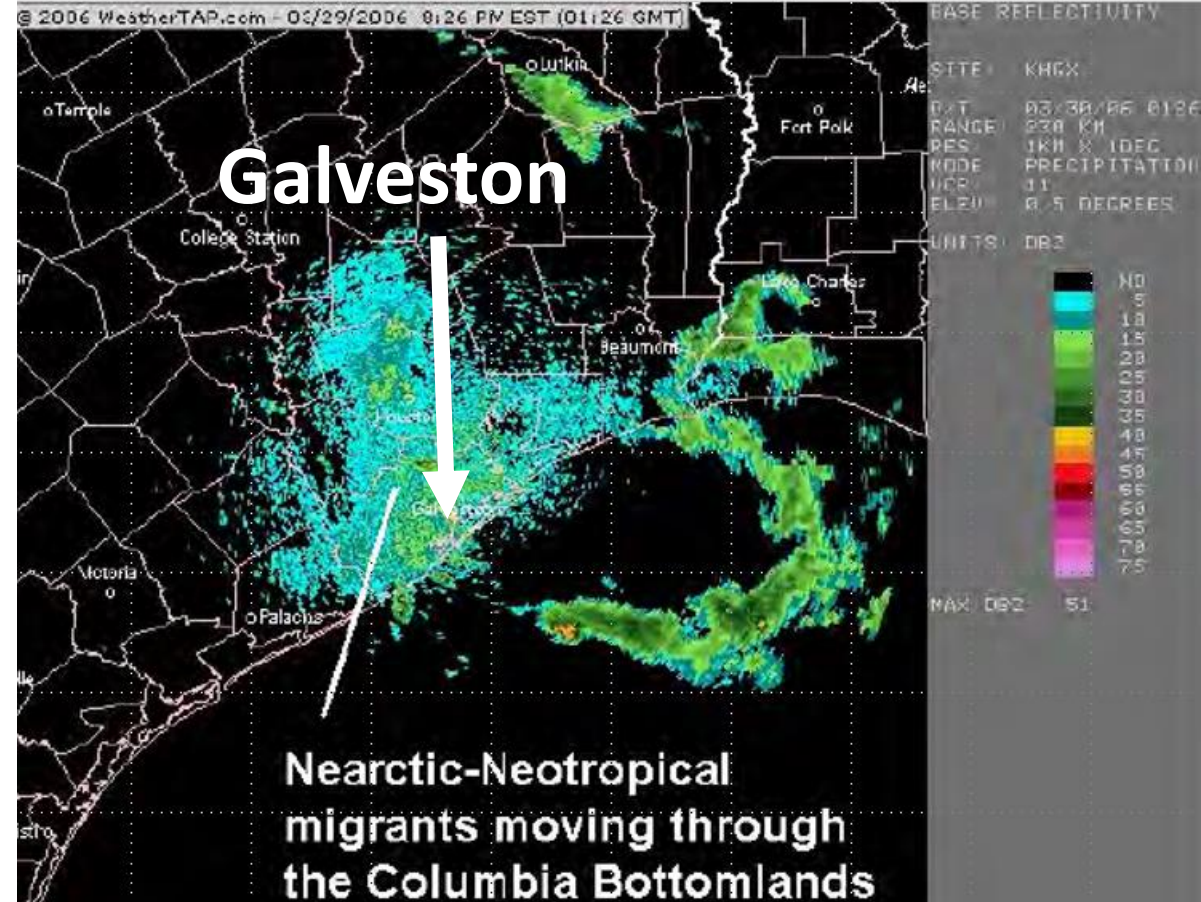 @ 2006 WeatherTAP.com - 03/29/2006 8:26 PM EST (01:26 GMT)
BASE REFLECTIVITY
SITE: KHGX
D/T 03/30/06 0126
RANGE: 230 KM
RES 1KM X 1DEG
MODE PRECIPITATION
VCP: 11
ELEV: 0.5 DEGREES
UNITS: DBZ
ND
5
10
15
20
25
30
35
40
45
50
55
60
65
70
75
MAX DBZ 51
Lufkin
Temple
Fort Polk
Galveston
College Station
Lake Charles
Beaumont
Houston
Victoria
Palacios
Nearctic-Neotropical
migrants moving through
the Columbia Bottomlands